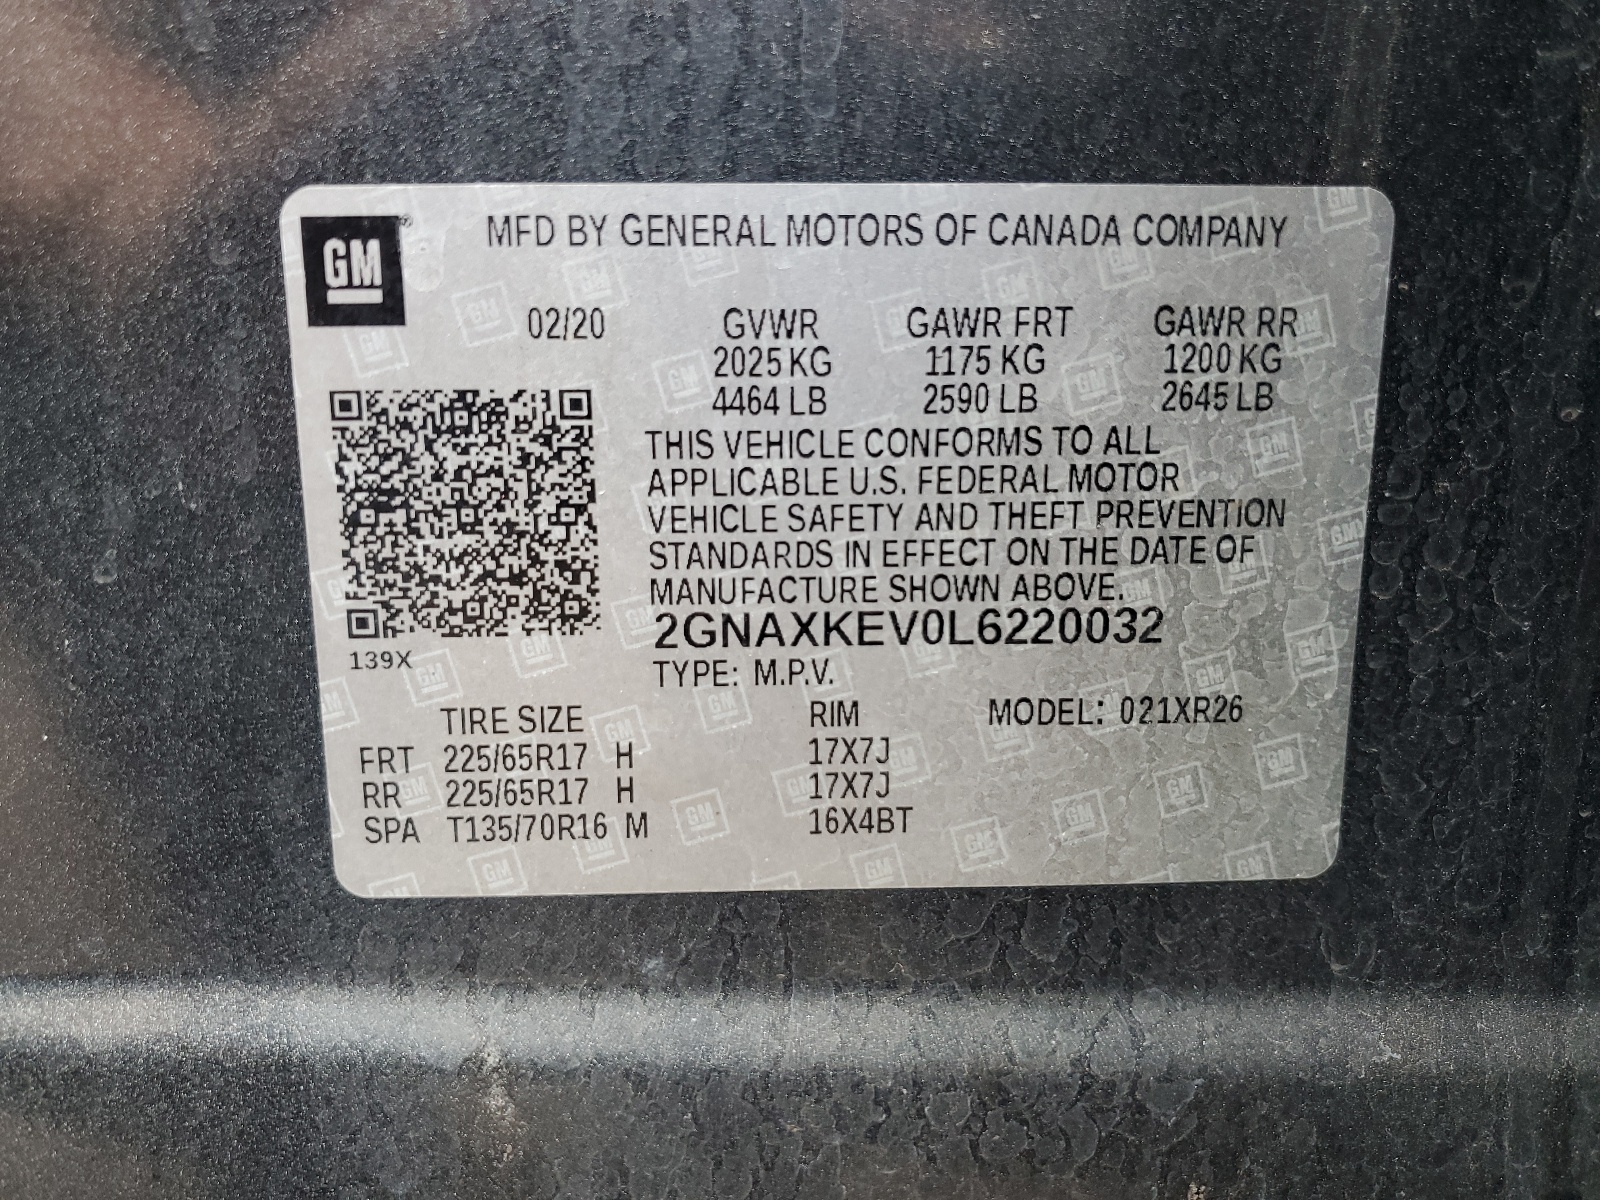 GM®
MFD BY GENERAL MOTORS OF CANADA COMPANY
02/20 GVWR GAWR FRT GAWR RR
2025 KG 1175 KG 1200 KG
4464 LB 2590 LB 2645 LB
THIS VEHICLE CONFORMS TO ALL
APPLICABLE U.S. FEDERAL MOTOR
VEHICLE SAFETY AND THEFT PREVENTION
STANDARDS IN EFFECT ON THE DATE OF
MANUFACTURE SHOWN ABOVE.
2GNAXKEV0L6220032
139X
TYPE: M.P.V.
TIRE SIZE RIM MODEL: 021XR26
FRT 225/65R17 H 17X7J
RR 225/65R17 H 17X7J
SPA T135/70R16 M 16X4BT